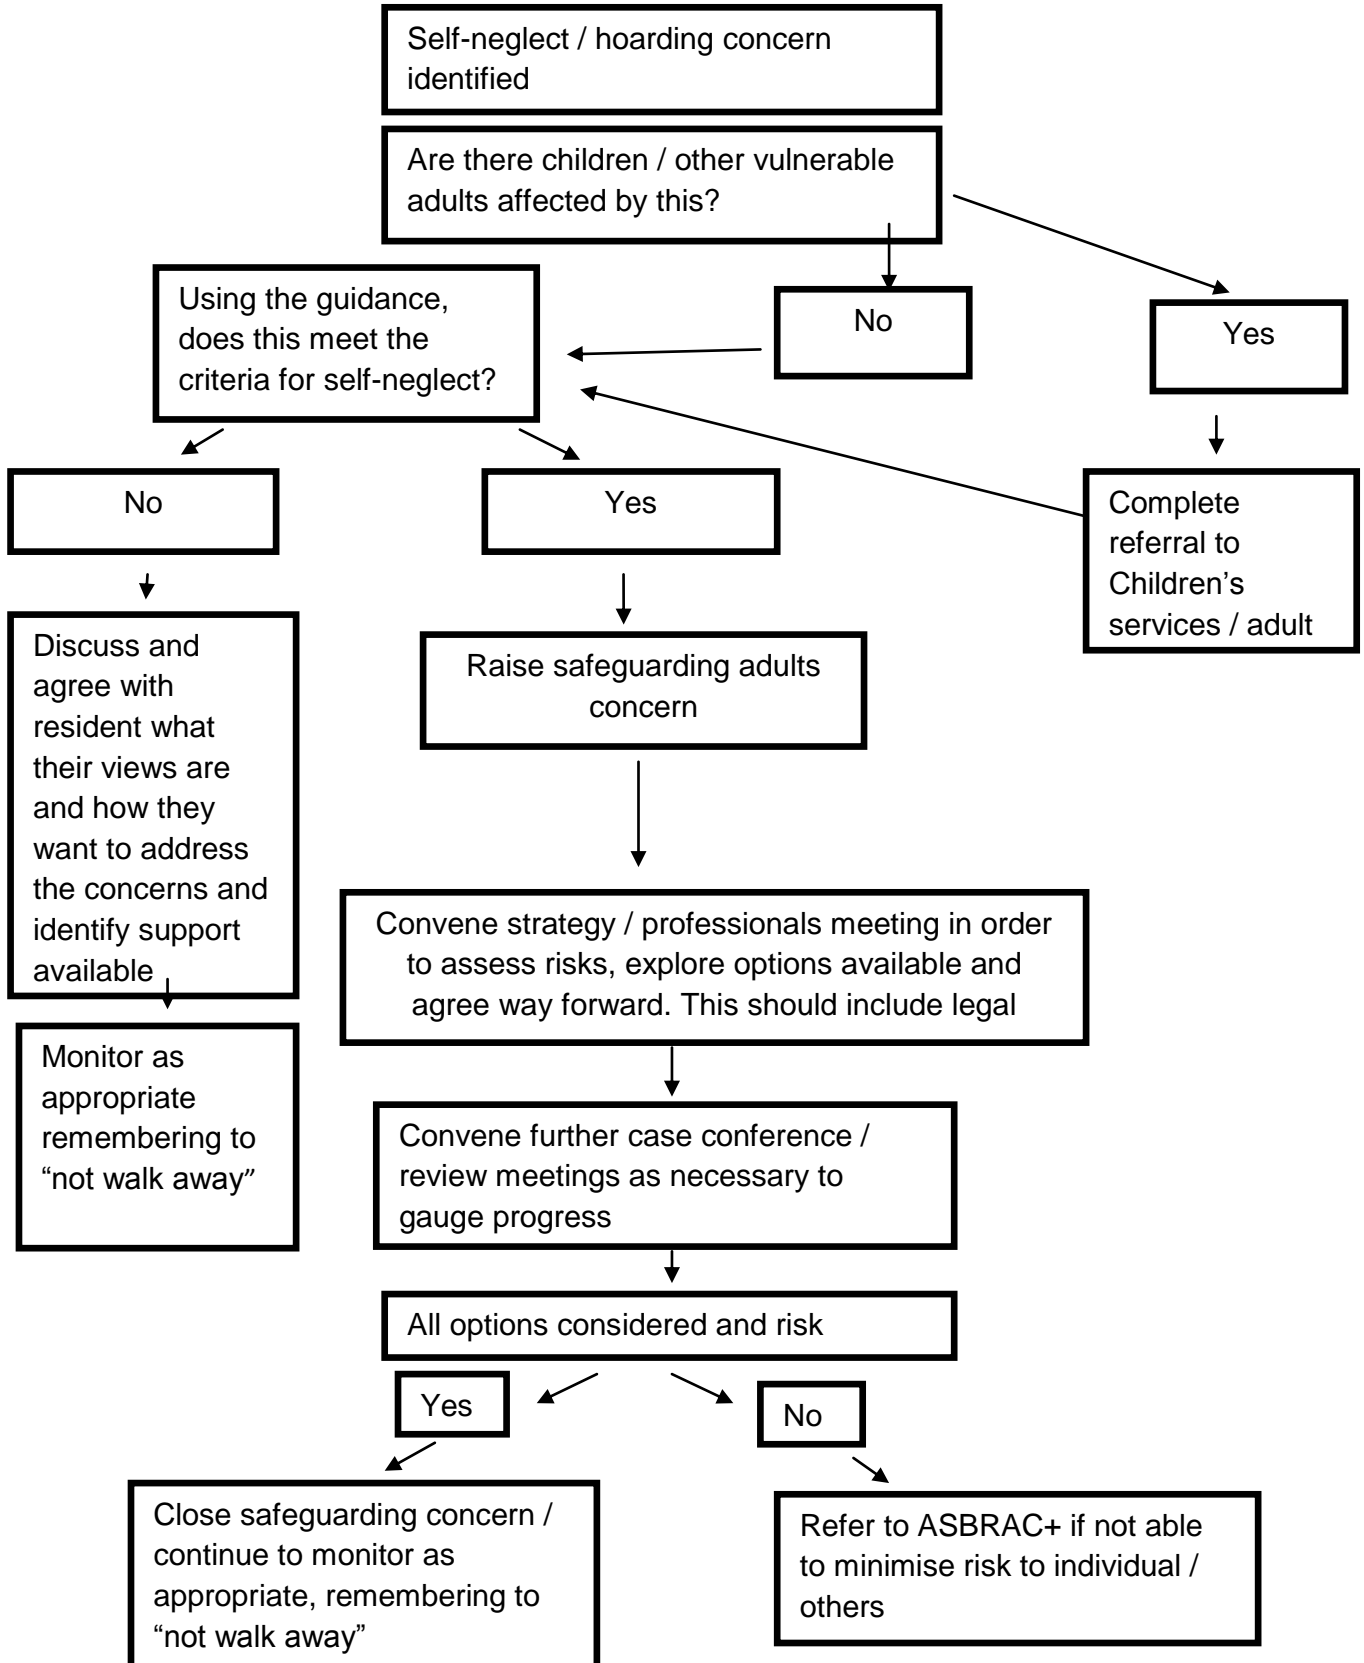 Self-neglect / hoarding concern
identified
Are there children / other vulnerable
adults affected by this?
Using the guidance,
does this meet the
criteria for self-neglect?
No
Yes
No
Yes
Complete
referral to
Children’s
services / adult
Discuss and
agree with
resident what
their views are
and how they
want to address
the concerns and
identify support
available
Raise safeguarding adults
concern
Convene strategy / professionals meeting in order
to assess risks, explore options available and
agree way forward. This should include legal
Monitor as
appropriate
remembering to
“not walk away”
Convene further case conference /
review meetings as necessary to
gauge progress
All options considered and risk
Yes
No
Close safeguarding concern /
continue to monitor as
appropriate, remembering to
“not walk away”
Refer to ASBRAC+ if not able
to minimise risk to individual /
others